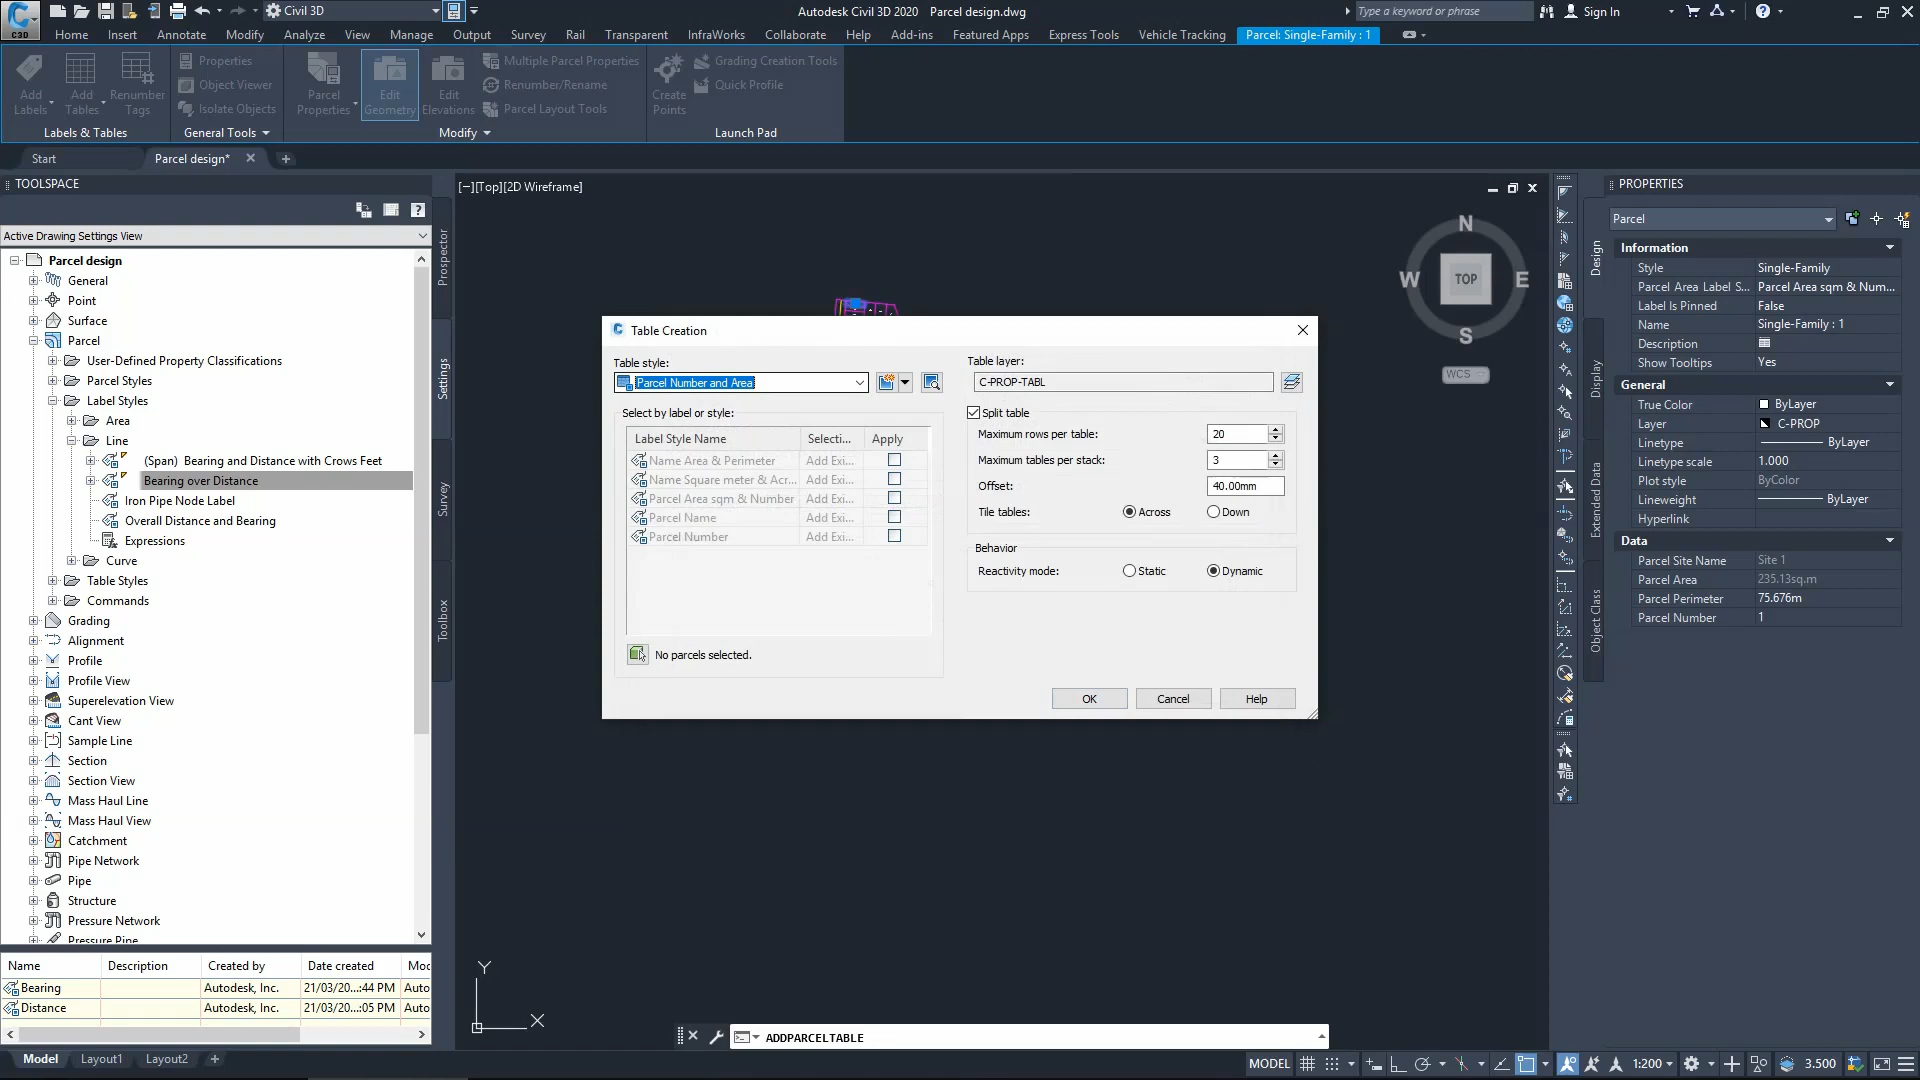 C3D
Civil 3D
Autodesk Civil 3D 2020 Parcel design.dwg
Type a keyword or phrase
Sign In
Home Insert Annotate Modify Analyze View Manage Output Survey Rail Transparent InfraWorks Collaborate Help Add-ins Featured Apps Express Tools Vehicle Tracking Parcel: Single-Family : 1
Add Labels
Add Tables
Renumber Tags
Properties
Object Viewer
Isolate Objects
Parcel Properties
Edit Geometry
Edit Elevations
Multiple Parcel Properties
Renumber/Rename
Parcel Layout Tools
Create Points
Grading Creation Tools
Quick Profile
Labels & Tables
General Tools
Modify
Launch Pad
Start
Parcel design*
TOOLSPACE
Active Drawing Settings View
Parcel design
General
Point
Surface
Parcel
User-Defined Property Classifications
Parcel Styles
Label Styles
Area
Line
(Span) Bearing and Distance with Crows Feet
Bearing over Distance
Iron Pipe Node Label
Overall Distance and Bearing
Expressions
Curve
Table Styles
Commands
Grading
Alignment
Profile
Profile View
Superelevation View
Cant View
Sample Line
Section
Section View
Mass Haul Line
Mass Haul View
Catchment
Pipe Network
Pipe
Structure
Pressure Network
Pressure Pipe
Prospector
Settings
Survey
Toolbox
Name Description Created by Date created Moc
Bearing Autodesk, Inc. 21/03/20...:44 PM Auto
Distance Autodesk, Inc. 21/03/20...:05 PM Auto
Model Layout1 Layout2
[−][Top][2D Wireframe]
N
W TOP E
S
WCS
Table Creation
Table style:
Parcel Number and Area
Select by label or style:
Label Style Name Selecti... Apply
Name Area & Perimeter Add Exi...
Name Square meter & Acr... Add Exi...
Parcel Area sqm & Number Add Exi...
Parcel Name Add Exi...
Parcel Number Add Exi...
No parcels selected.
Table layer:
C-PROP-TABL
Split table
Maximum rows per table: 20
Maximum tables per stack: 3
Offset: 40.00mm
Tile tables: Across Down
Behavior
Reactivity mode: Static Dynamic
OK Cancel Help
Y
X
ADDPARCELTABLE
MODEL
1:200
3.500
PROPERTIES
Parcel
Design
Display
Extended Data
Object Class
Information
Style Single-Family
Parcel Area Label S... Parcel Area sqm & Num...
Label Is Pinned False
Name Single-Family : 1
Description
Show Tooltips Yes
General
True Color ByLayer
Layer C-PROP
Linetype ByLayer
Linetype scale 1.000
Plot style ByColor
Lineweight ByLayer
Hyperlink
Data
Parcel Site Name Site 1
Parcel Area 235.13sq.m
Parcel Perimeter 75.676m
Parcel Number 1